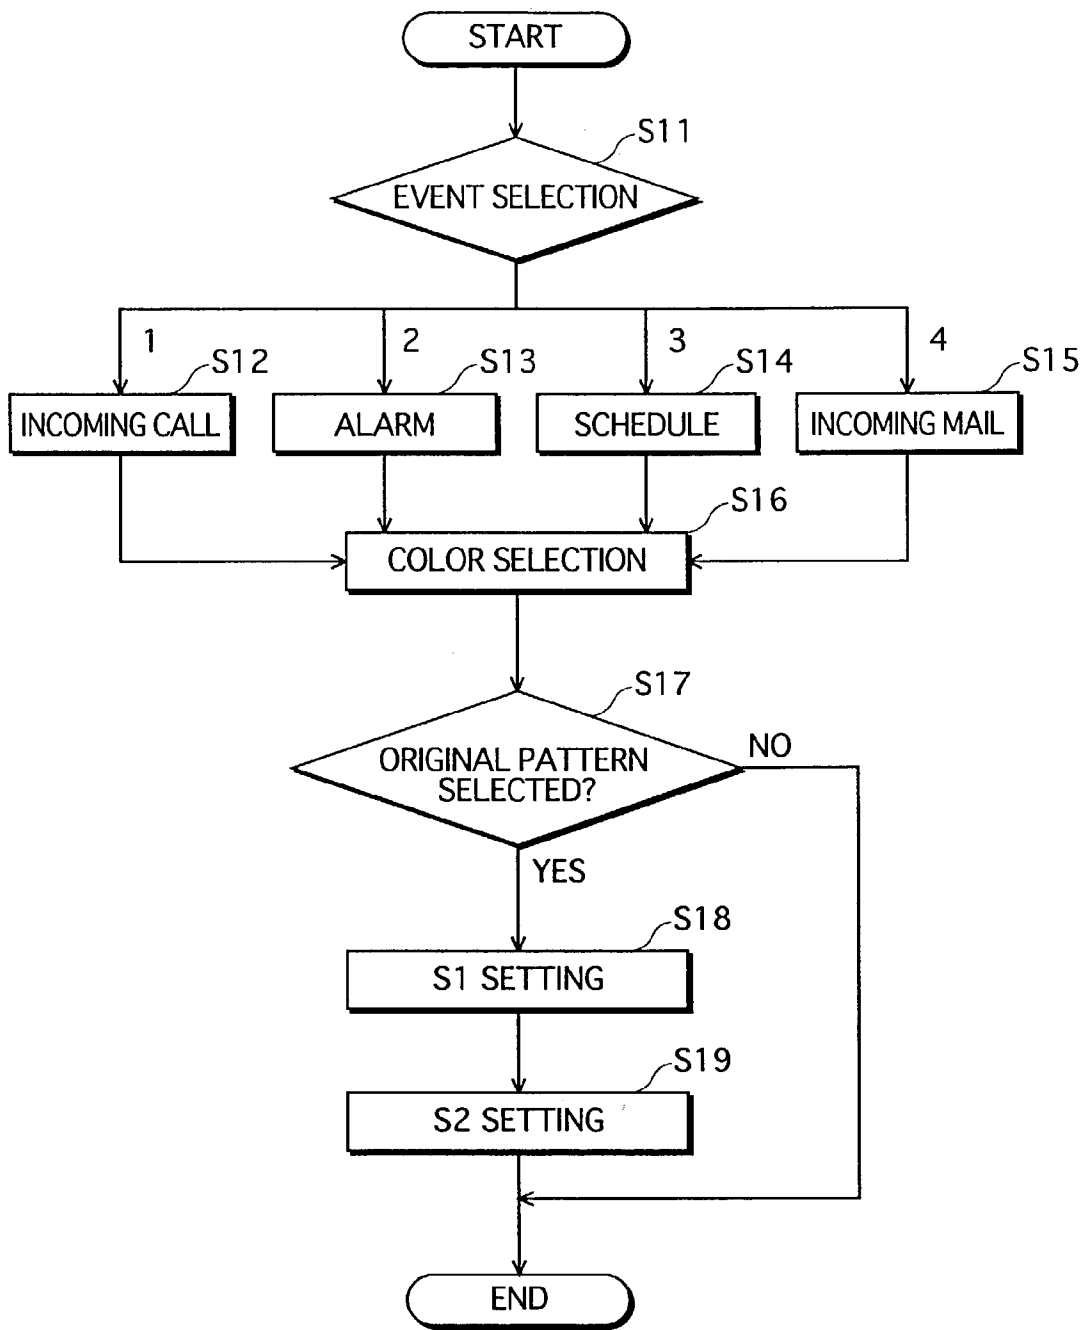 START
S11
EVENT SELECTION
1
2
3
4
S12
S13
S14
S15
INCOMING CALL
ALARM
SCHEDULE
INCOMING MAIL
S16
COLOR SELECTION
S17
ORIGINAL PATTERN
SELECTED?
NO
YES
S18
S1 SETTING
S19
S2 SETTING
END